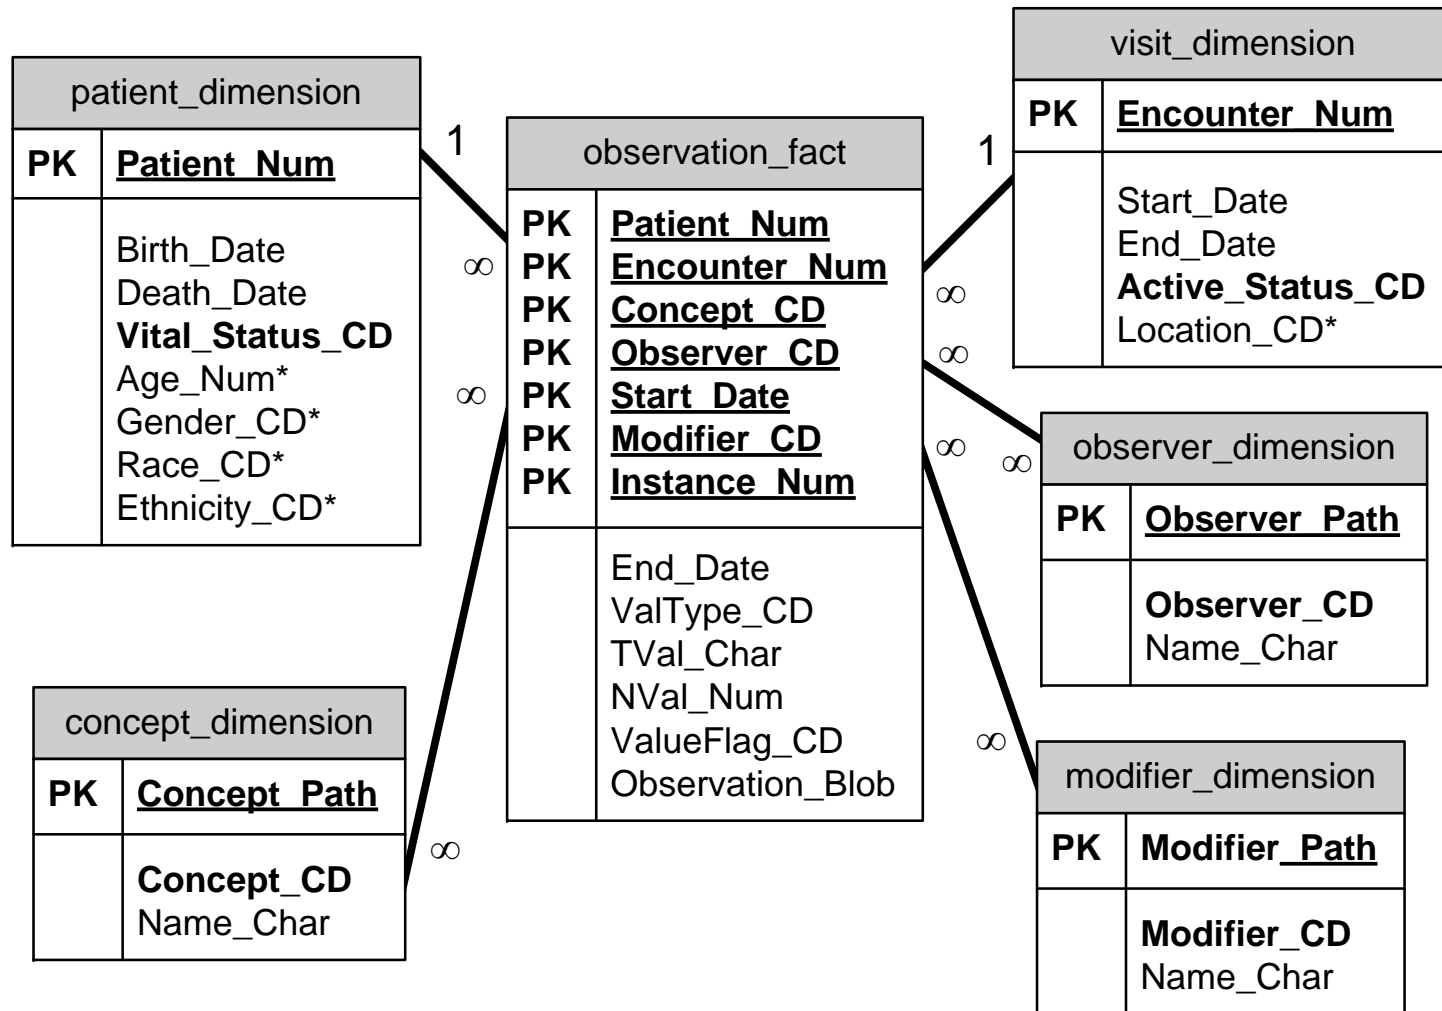 patient_dimension
PK Patient_Num
Birth_Date
Death_Date
Vital_Status_CD
Age_Num*
Gender_CD*
Race_CD*
Ethnicity_CD*
1
∞
observation_fact
PK Patient_Num
PK Encounter_Num
PK Concept_CD
PK Observer_CD
PK Start_Date
PK Modifier_CD
PK Instance_Num
End_Date
ValType_CD
TVal_Char
NVal_Num
ValueFlag_CD
Observation_Blob
visit_dimension
PK Encounter_Num
Start_Date
End_Date
Active_Status_CD
Location_CD*
1
∞
∞
∞
observer_dimension
PK Observer_Path
Observer_CD
Name_Char
∞
∞
concept_dimension
PK Concept_Path
Concept_CD
Name_Char
∞
∞
modifier_dimension
PK Modifier_Path
Modifier_CD
Name_Char